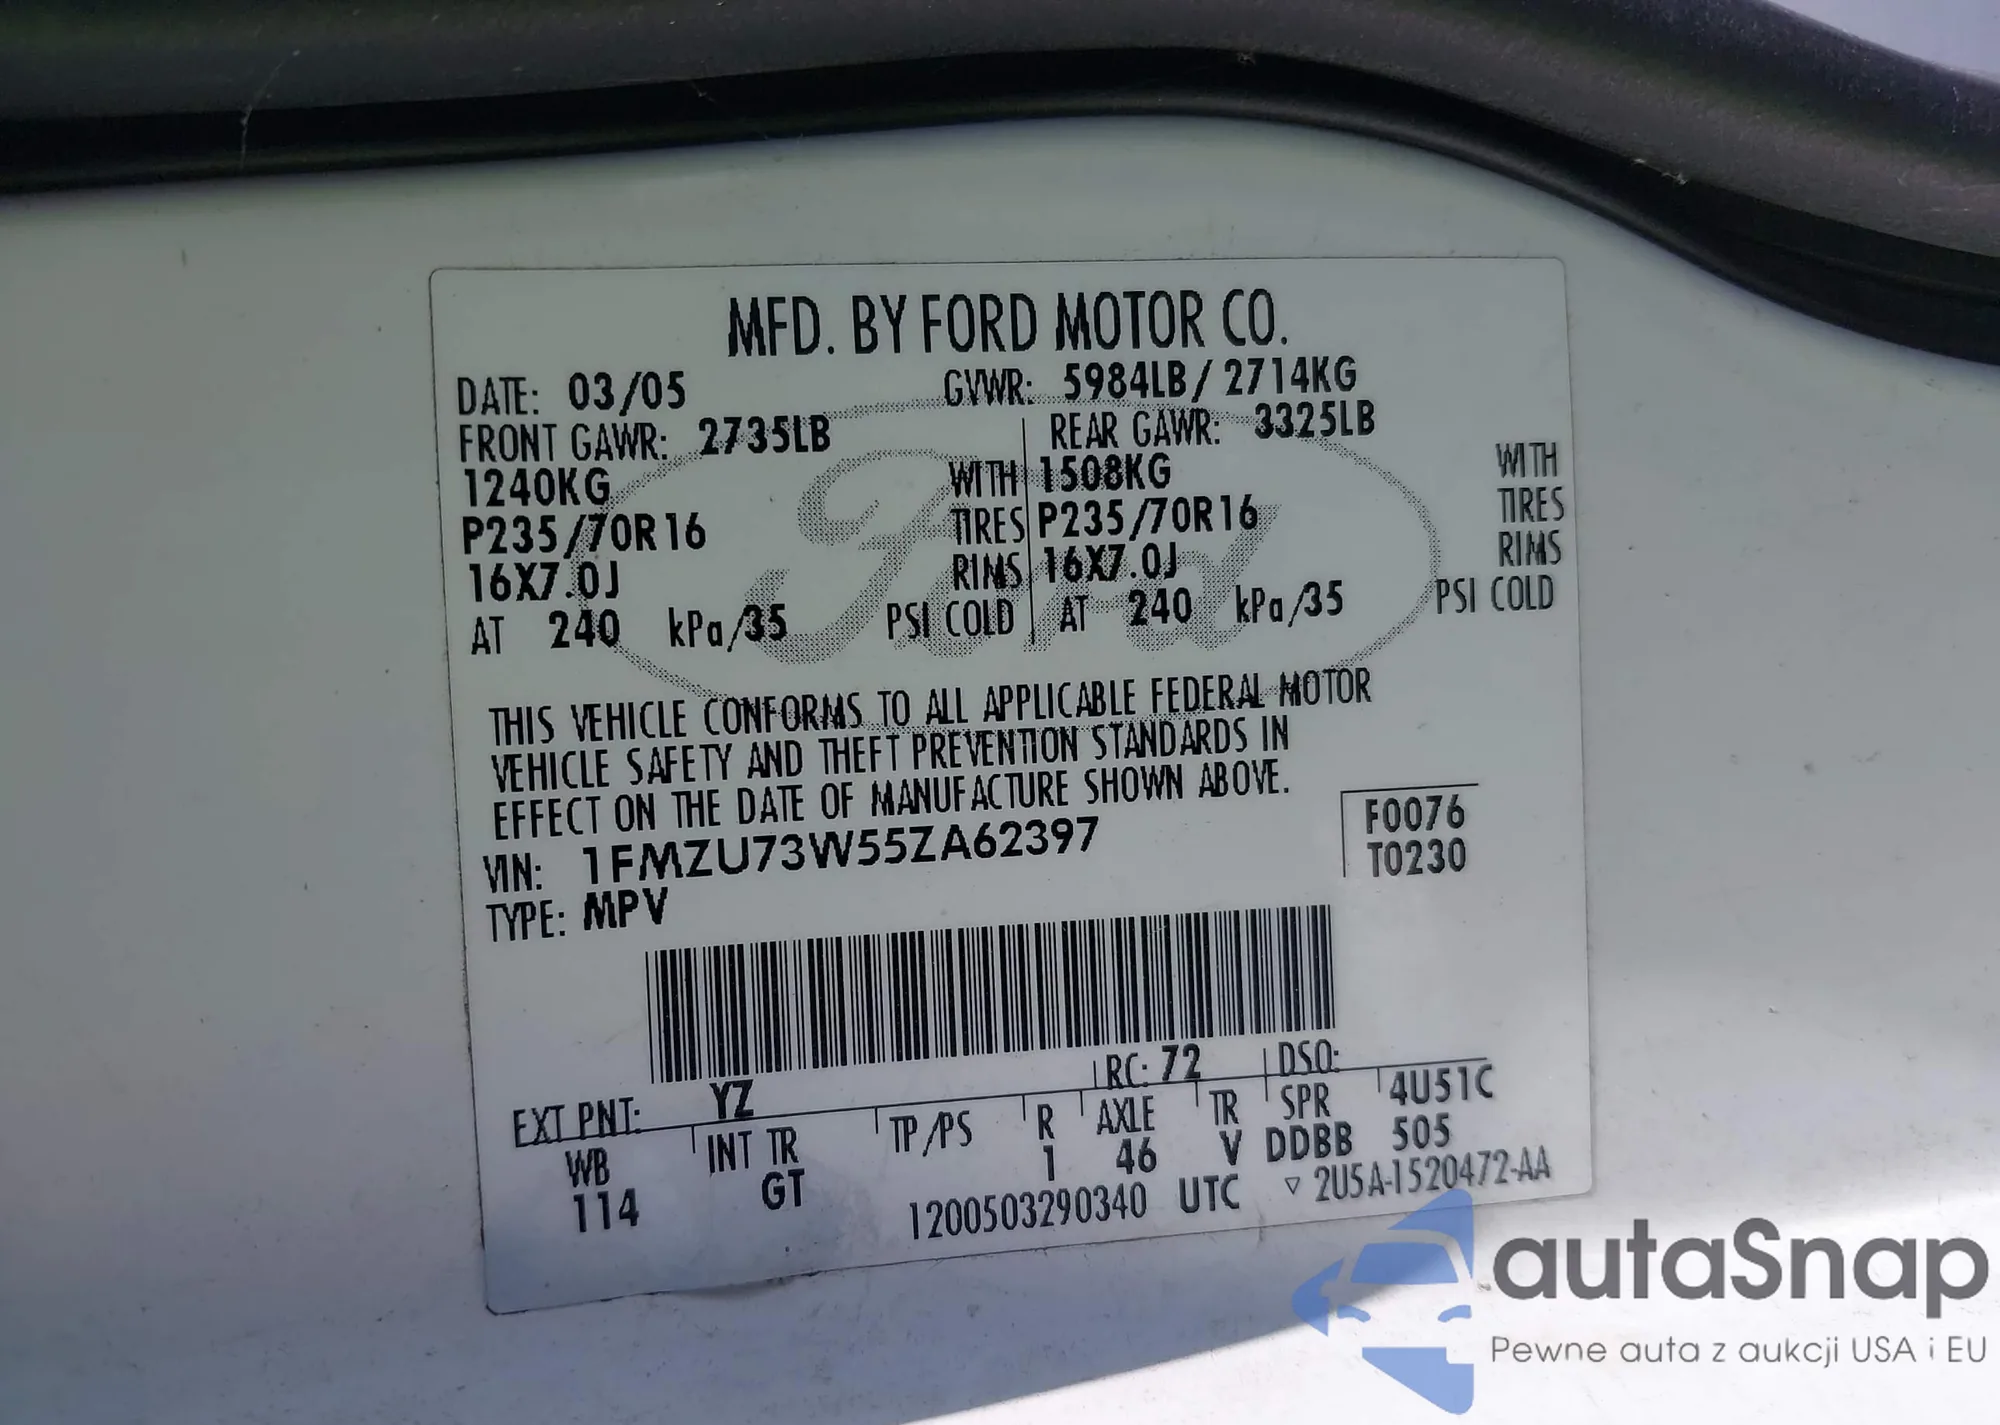 MFD. BY FORD MOTOR CO.
DATE: 03/05 GVWR: 5984LB/2714KG
FRONT GAWR: 2735LB REAR GAWR: 3325LB
1240KG WITH 1508KG WITH
P235/70R16 TIRES P235/70R16 TIRES
16X7.0J RIMS 16X7.0J RIMS
AT 240 kPa/35 PSI COLD AT 240 kPa/35 PSI COLD
Ford
THIS VEHICLE CONFORMS TO ALL APPLICABLE FEDERAL MOTOR
VEHICLE SAFETY AND THEFT PREVENTION STANDARDS IN
EFFECT ON THE DATE OF MANUFACTURE SHOWN ABOVE.
VIN: 1FMZU73W55ZA62397 F0076
TYPE: MPV T0230
EXT PNT: YZ RC: 72 DSO:
WB INT TR TP/PS R AXLE TR SPR 4U51C
114 GT 1 46 V DDBB 505
1200503290340 UTC ▽ 2U5A-1520472-AA
autaSnap
Pewne auta z aukcji USA i EU